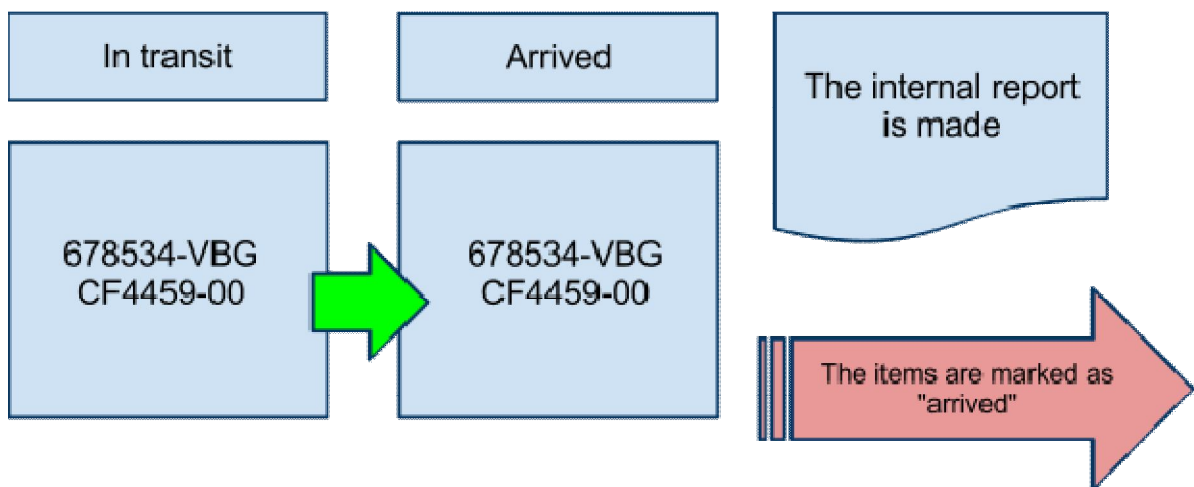 In transit
Arrived
The internal report
is made
678534-VBG
CF4459-00
678534-VBG
CF4459-00
The items are marked as
"arrived"